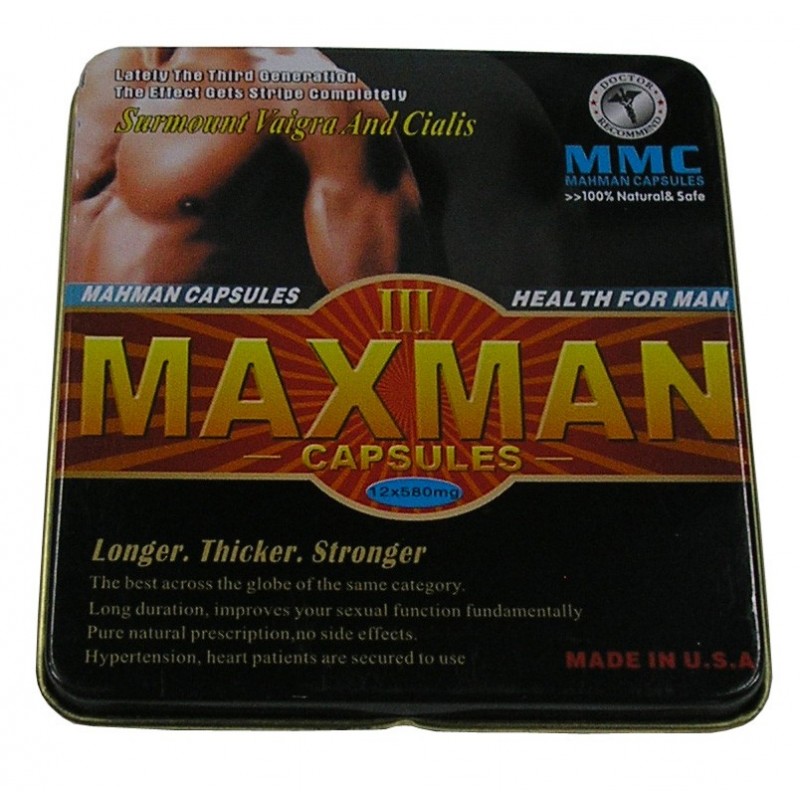 Lately The Third Generation
The Effect Gets Stripe Completely
Surmount Vaigra And Cialis
DOCTOR
RECOMMEND
MMC
MAHMAN CAPSULES
>>100% Natural& Safe
MAHMAN CAPSULES
HEALTH FOR MAN
III
MAXMAN
CAPSULES
12x580mg
Longer. Thicker. Stronger
The best across the globe of the same category.
Long duration, improves your sexual function fundamentally
Pure natural prescription,no side effects.
Hypertension, heart patients are secured to use
MADE IN U.S.A